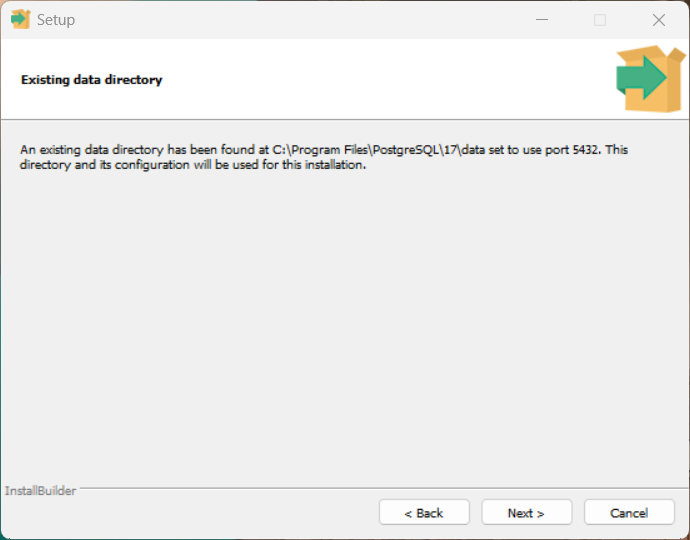 Setup
Existing data directory
An existing data directory has been found at C:\Program Files\PostgreSQL\17\data set to use port 5432. This
directory and its configuration will be used for this installation.
InstallBuilder
< Back
Next >
Cancel